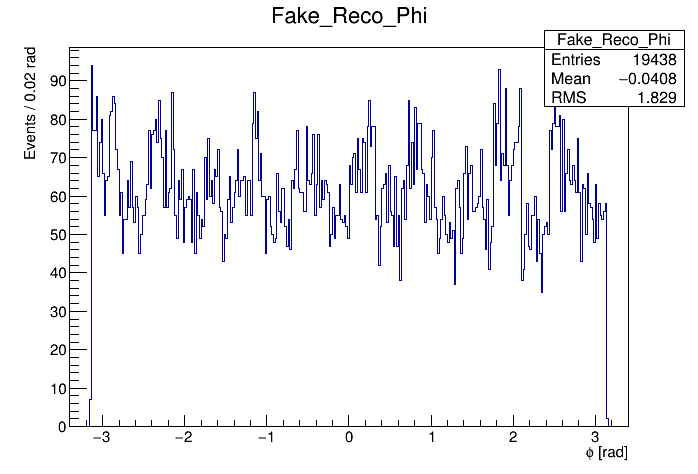 Fake_Reco_Phi
Fake_Reco_Phi
Entries 19438
Mean −0.0408
RMS 1.829
Events / 0.02 rad
90
80
70
60
50
40
30
20
10
0
−3 −2 −1 0 1 2 3
ϕ [rad]